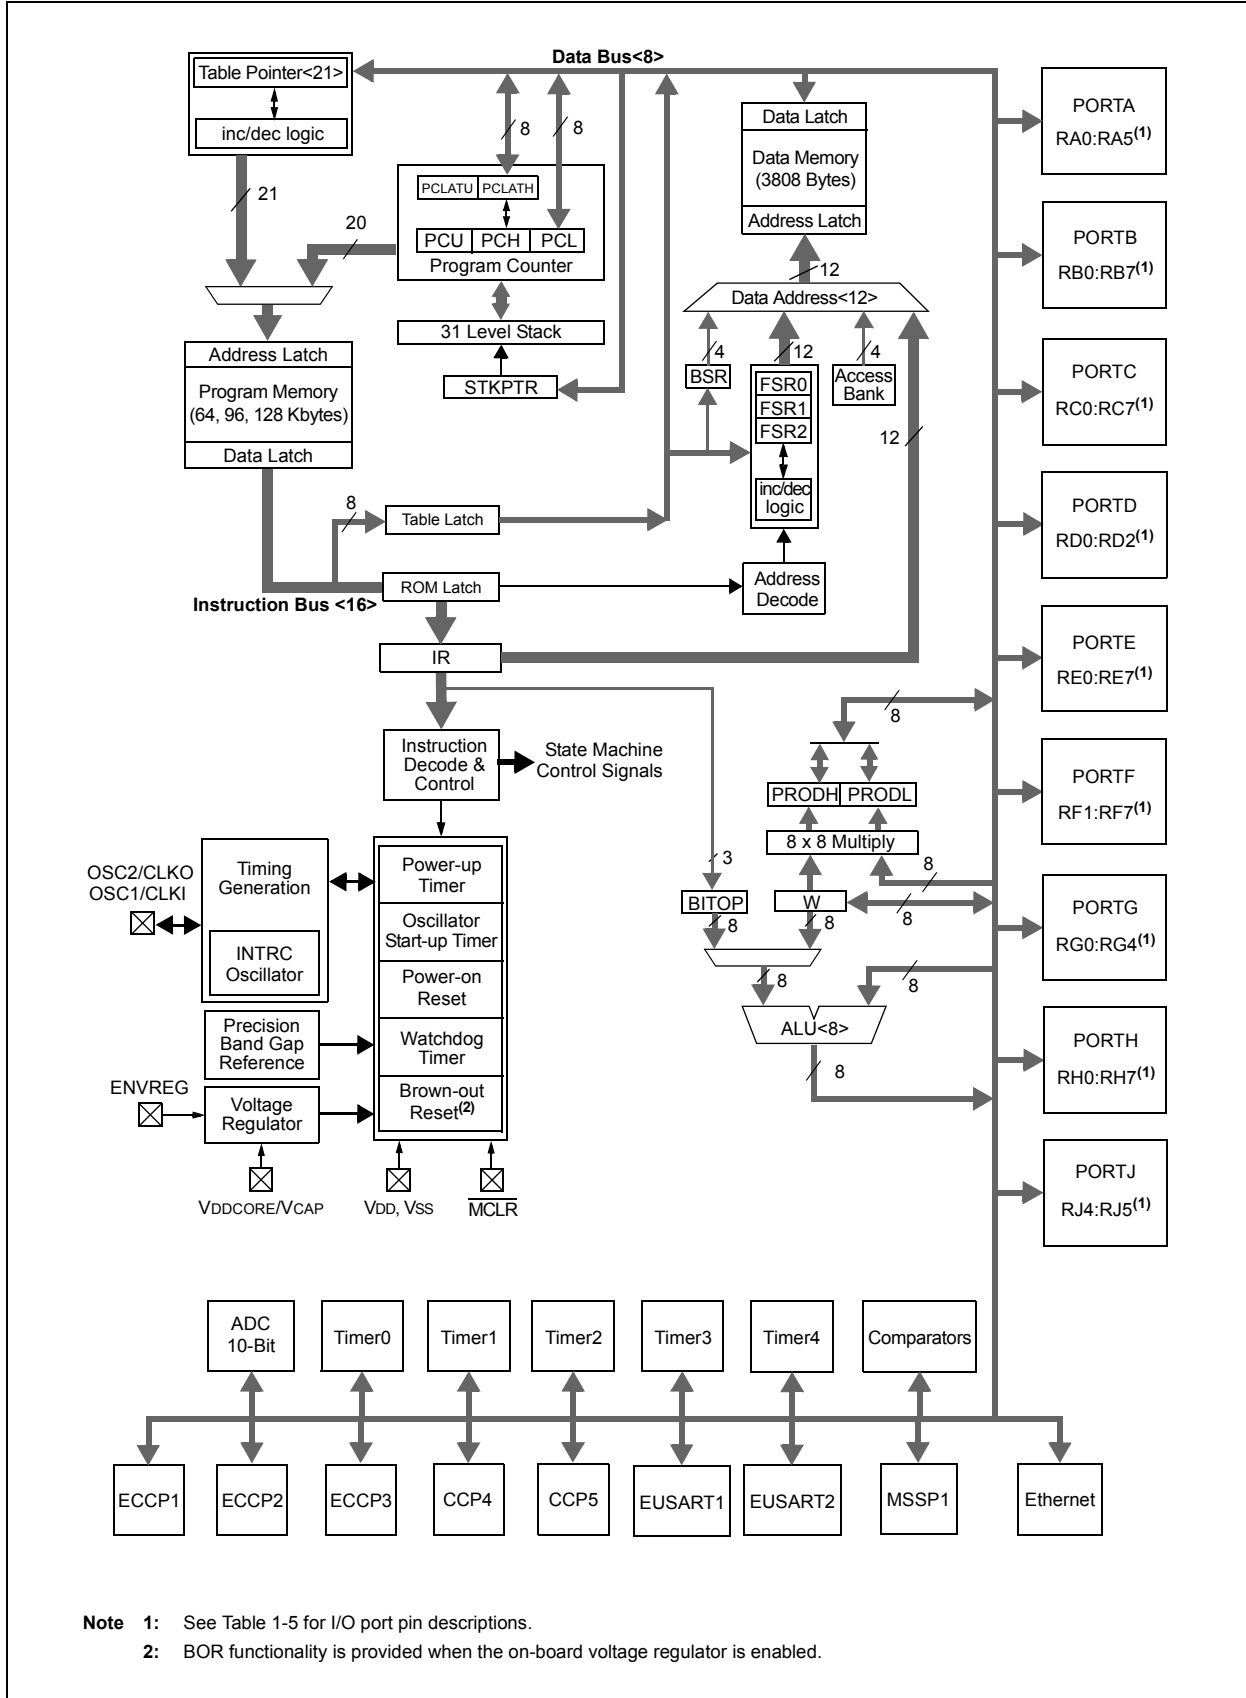 Data Bus<8>
Table Pointer<21>
inc/dec logic
21
20
8
8
PCLATU PCLATH
PCU PCH PCL
Program Counter
31 Level Stack
STKPTR
Data Latch
Data Memory
(3808 Bytes)
Address Latch
12
Data Address<12>
4
12
4
BSR
FSR0
FSR1
FSR2
inc/dec
logic
Access
Bank
12
Address Latch
Program Memory
(64, 96, 128 Kbytes)
Data Latch
8
Table Latch
ROM Latch
Instruction Bus <16>
Address
Decode
IR
Instruction
Decode &
Control
State Machine
Control Signals
8
PRODH PRODL
8 x 8 Multiply
3
8
BITOP
W
8
8
8
8
8
ALU<8>
8
OSC2/CLKO
OSC1/CLKI
Timing
Generation
INTRC
Oscillator
Power-up
Timer
Oscillator
Start-up Timer
Power-on
Reset
Watchdog
Timer
Brown-out
Reset(2)
Precision
Band Gap
Reference
ENVREG
Voltage
Regulator
VDDCORE/VCAP
VDD, VSS
MCLR
PORTA
RA0:RA5(1)
PORTB
RB0:RB7(1)
PORTC
RC0:RC7(1)
PORTD
RD0:RD2(1)
PORTE
RE0:RE7(1)
PORTF
RF1:RF7(1)
PORTG
RG0:RG4(1)
PORTH
RH0:RH7(1)
PORTJ
RJ4:RJ5(1)
ADC
10-Bit
Timer0
Timer1
Timer2
Timer3
Timer4
Comparators
ECCP1
ECCP2
ECCP3
CCP4
CCP5
EUSART1
EUSART2
MSSP1
Ethernet
Note 1: See Table 1-5 for I/O port pin descriptions.
2: BOR functionality is provided when the on-board voltage regulator is enabled.